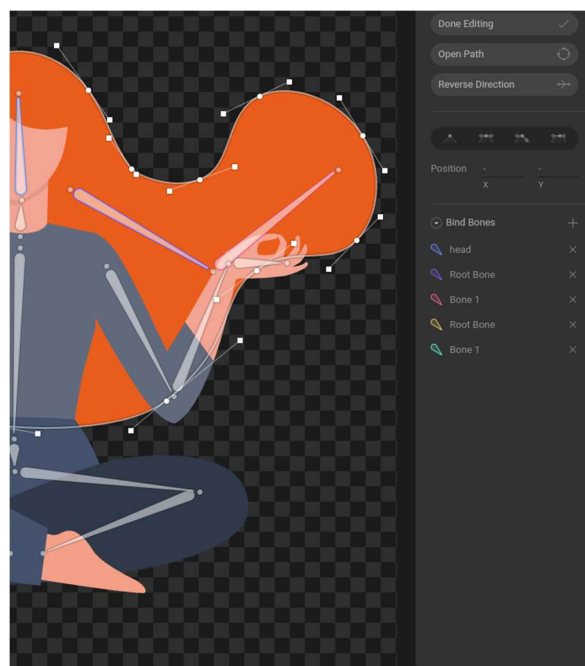 Done Editing
Open Path
Reverse Direction
Position - -
X Y
Bind Bones
head
Root Bone
Bone 1
Root Bone
Bone 1